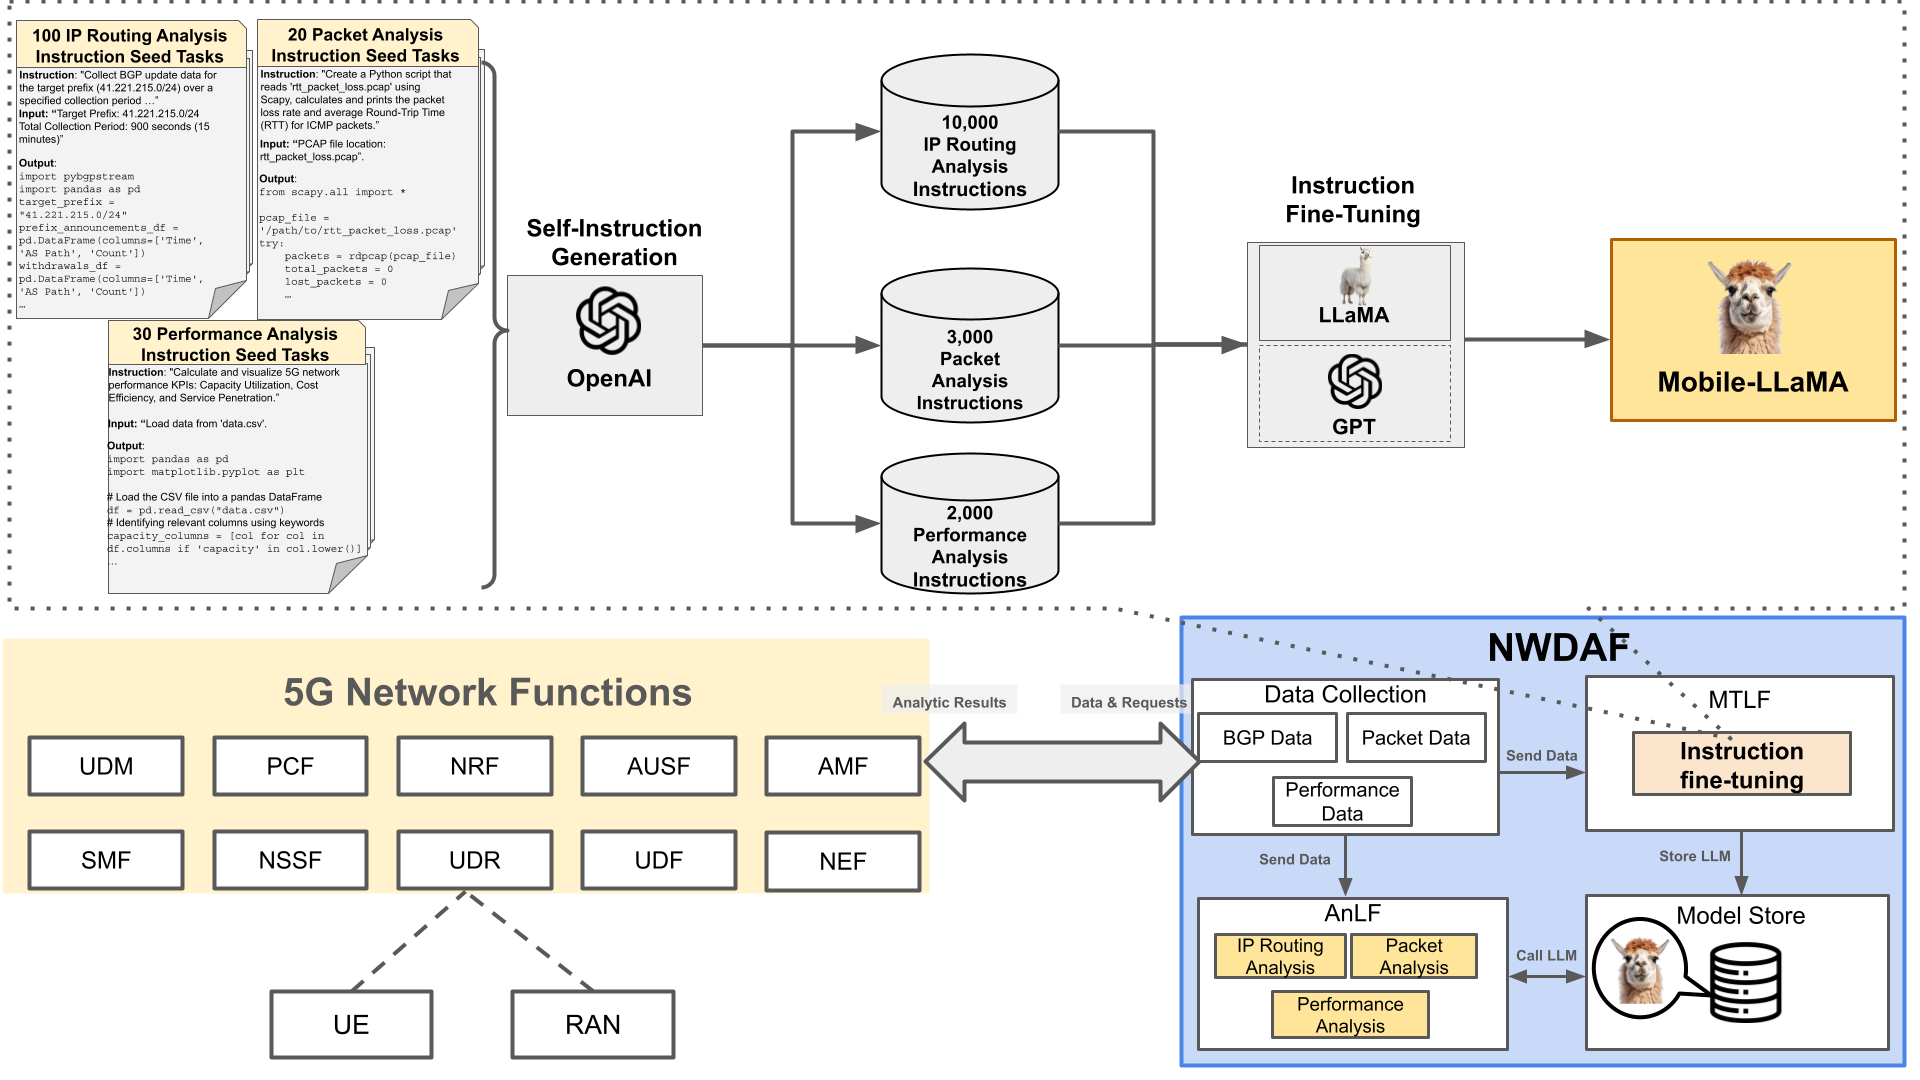 100 IP Routing Analysis
Instruction Seed Tasks
Instruction: "Collect BGP update data for
the target prefix (41.221.215.0/24) over a
specified collection period …”
Input: “Target Prefix: 41.221.215.0/24
Total Collection Period: 900 seconds (15
minutes)”
Output:
import pybgpstream
import pandas as pd
target_prefix =
"41.221.215.0/24"
prefix_announcements_df =
pd.DataFrame(columns=['Time',
'AS Path', 'Count'])
withdrawals_df =
pd.DataFrame(columns=['Time',
'AS Path', 'Count'])
…
20 Packet Analysis
Instruction Seed Tasks
Instruction: "Create a Python script that
reads 'rtt_packet_loss.pcap' using
Scapy, calculates and prints the packet
loss rate and average Round-Trip Time
(RTT) for ICMP packets.”
Input: “PCAP file location:
rtt_packet_loss.pcap”.
Output:
from scapy.all import *
pcap_file =
'/path/to/rtt_packet_loss.pcap'
try:
packets = rdpcap(pcap_file)
total_packets = 0
lost_packets = 0
…
30 Performance Analysis
Instruction Seed Tasks
Instruction: "Calculate and visualize 5G network
performance KPIs: Capacity Utilization, Cost
Efficiency, and Service Penetration.”
Input: “Load data from 'data.csv'.
Output:
import pandas as pd
import matplotlib.pyplot as plt
# Load the CSV file into a pandas DataFrame
df = pd.read_csv("data.csv")
# Identifying relevant columns using keywords
capacity_columns = [col for col in
df.columns if 'capacity' in col.lower()]
…
Self-Instruction
Generation
OpenAI
10,000
IP Routing
Analysis
Instructions
3,000
Packet
Analysis
Instructions
2,000
Performance
Analysis
Instructions
Instruction
Fine-Tuning
LLaMA
GPT
Mobile-LLaMA
5G Network Functions
UDM
PCF
NRF
AUSF
AMF
SMF
NSSF
UDR
UDF
NEF
UE
RAN
Analytic Results
Data & Requests
NWDAF
Data Collection
BGP Data
Packet Data
Performance
Data
Send Data
MTLF
Instruction
fine-tuning
Send Data
Store LLM
AnLF
IP Routing
Analysis
Packet
Analysis
Performance
Analysis
Call LLM
Model Store